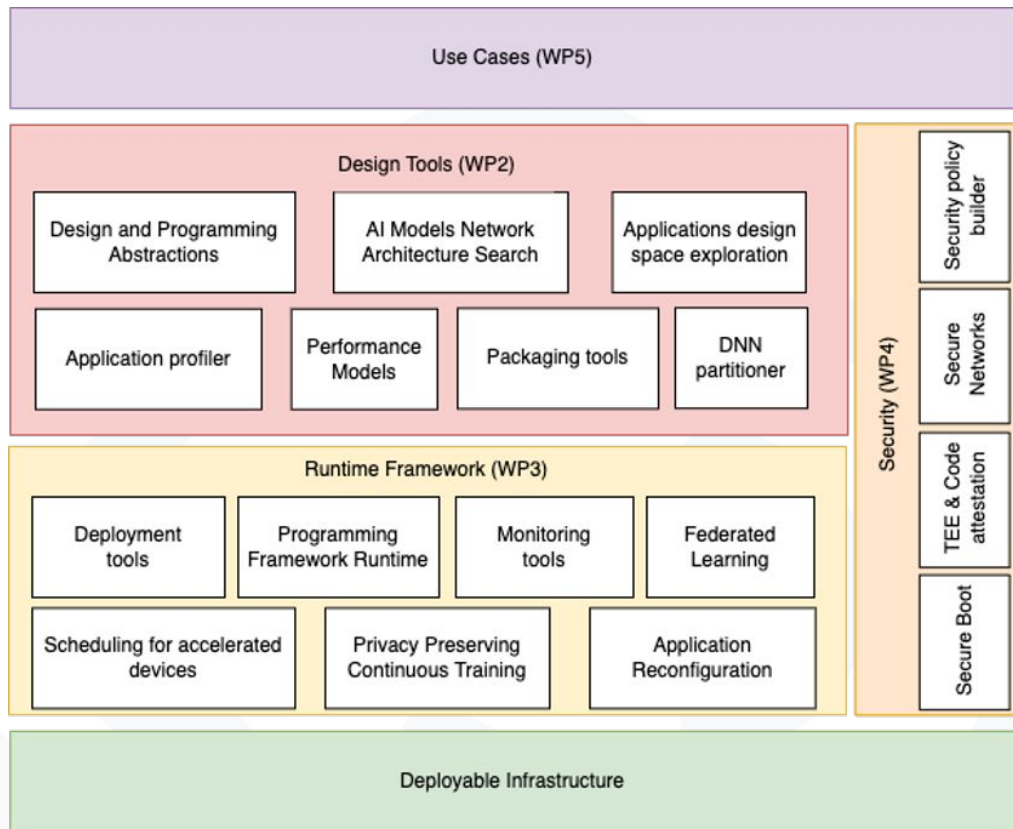 Use Cases (WP5)
Design Tools (WP2)
Design and Programming
Abstractions
AI Models Network
Architecture Search
Applications design
space exploration
Application profiler
Performance
Models
Packaging tools
DNN
partitioner
Runtime Framework (WP3)
Deployment
tools
Programming
Framework Runtime
Monitoring
tools
Federated
Learning
Scheduling for accelerated
devices
Privacy Preserving
Continuous Training
Application
Reconfiguration
Security (WP4)
Security policy
builder
Secure
Networks
TEE & Code
attestation
Secure Boot
Deployable Infrastructure